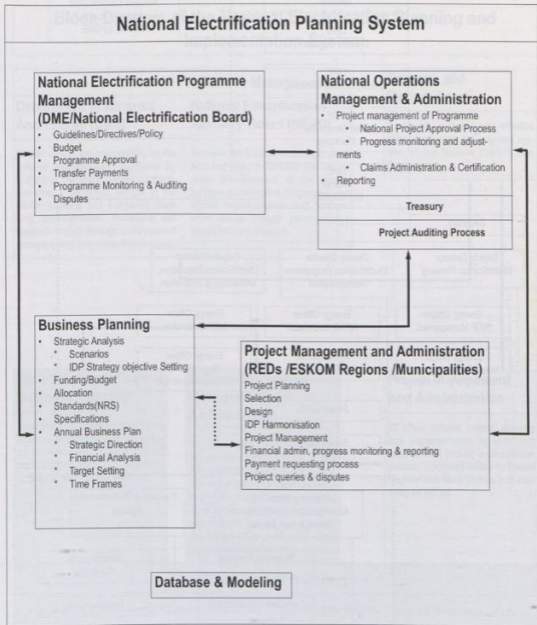 National Electrification Planning System
National Electrification Programme
Management
(DME/National Electrification Board)
• Guidelines/Directives/Policy
• Budget
• Programme Approval
• Transfer Payments
• Programme Monitoring & Auditing
• Disputes
National Operations
Management & Administration
• Project management of Programme
• National Project Approval Process
• Progress monitoring and adjust-
ments
• Claims Administration & Certification
• Reporting
Treasury
Project Auditing Process
Business Planning
• Strategic Analysis
* Scenarios
* IDP Strategy objective Setting
• Funding/Budget
• Allocation
• Standards(NRS)
• Specifications
• Annual Business Plan
* Strategic Direction
* Financial Analysis
* Target Setting
* Time Frames
Project Management and Administration
(REDs /ESKOM Regions /Municipalities)
Project Planning
Selection
Design
IDP Harmonisation
Project Management
Financial admin, progress monitoring & reporting
Payment requesting process
Project queries & disputes
Database & Modeling